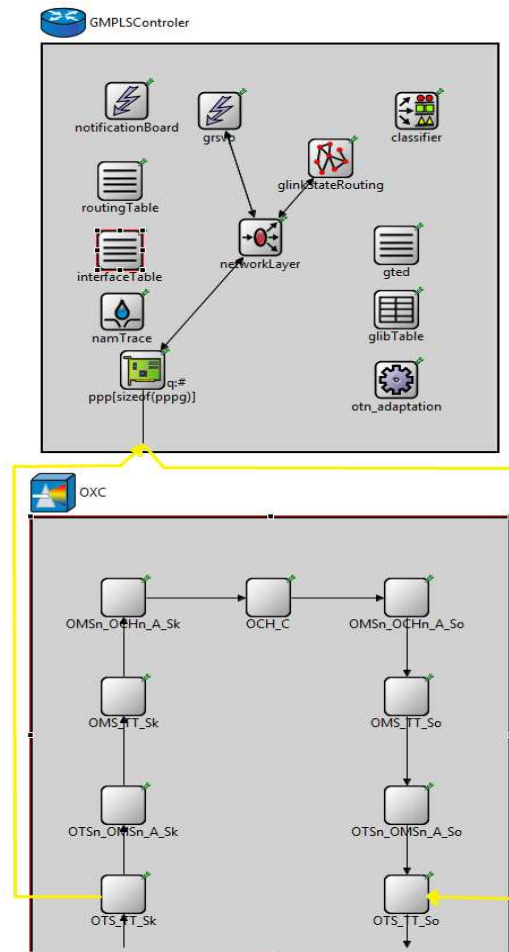 GMPLSControler
notificationBoard
grsvp
classifier
glinkStateRouting
routingTable
networkLayer
interfaceTable
gted
namTrace
glibTable
q:#
ppp[sizeof(pppg)]
otn_adaptation
OXC
OMSn_OCHn_A_Sk
OCH_C
OMSn_OCHn_A_So
OMS_TT_Sk
OMS_TT_So
OTSn_OMSn_A_Sk
OTSn_OMSn_A_So
OTS_TT_Sk
OTS_TT_So